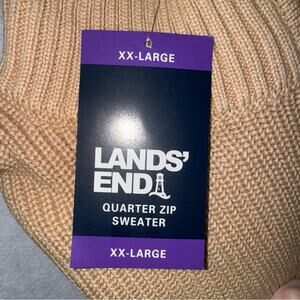 XX-LARGE
LANDS'
END
QUARTER ZIP
SWEATER
XX-LARGE